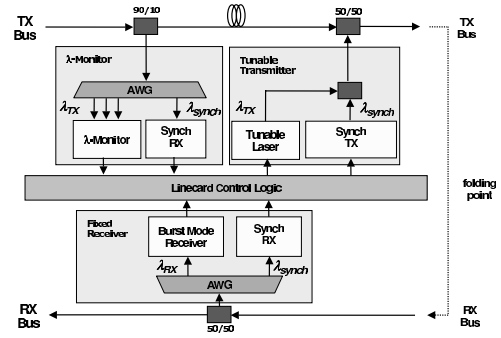 TX
Bus
90/10
50/50
TX
Bus
λ-Monitor
AWG
λTX
λsynch
λ-Monitor
Synch
RX
Tunable
Transmitter
λTX
λsynch
Tunable
Laser
Synch
TX
Linecard Control Logic
folding
point
Fixed
Receiver
Burst Mode
Receiver
Synch
RX
λRX
λsynch
AWG
RX
Bus
50/50
RX
Bus